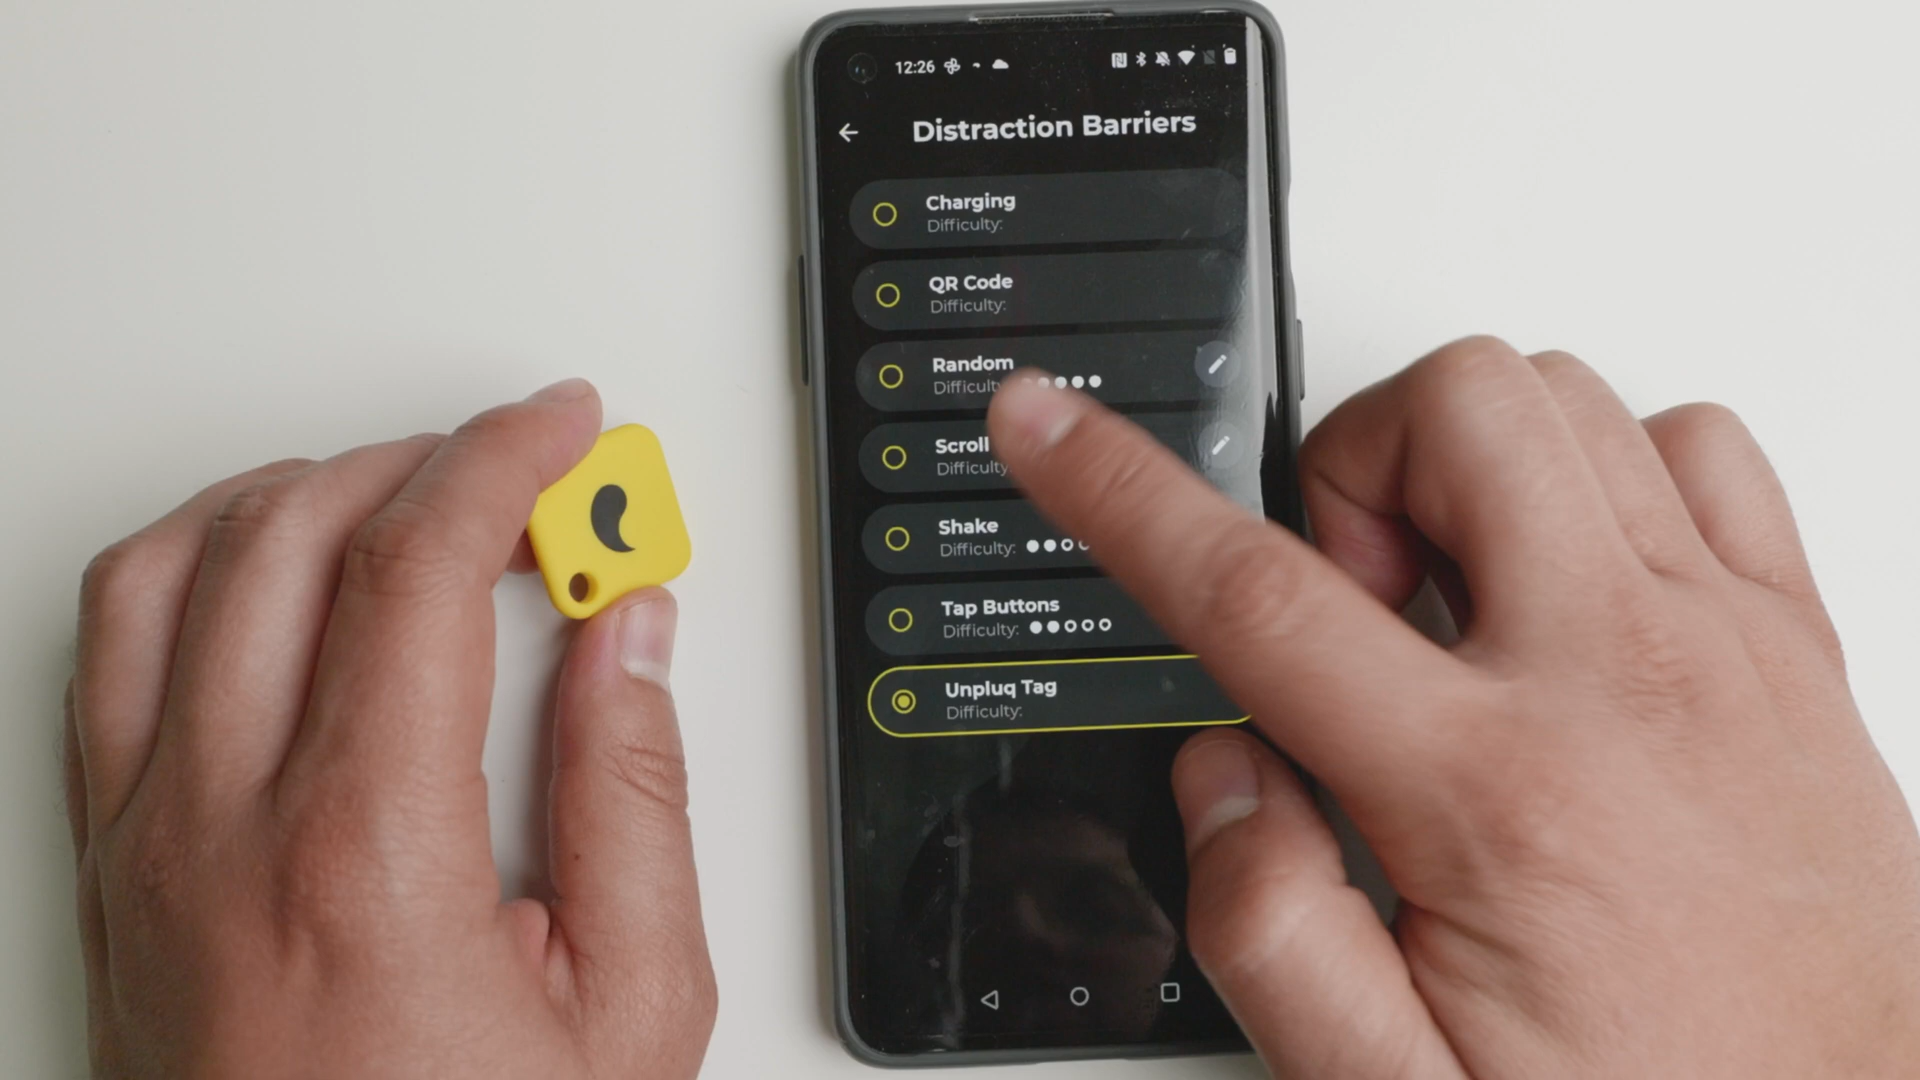 12:26
Distraction Barriers
Charging
Difficulty:
QR Code
Difficulty:
Random
Scroll
Shake
Difficulty:
Tap Buttons
Difficulty:
Unpluq Tag
Difficulty: